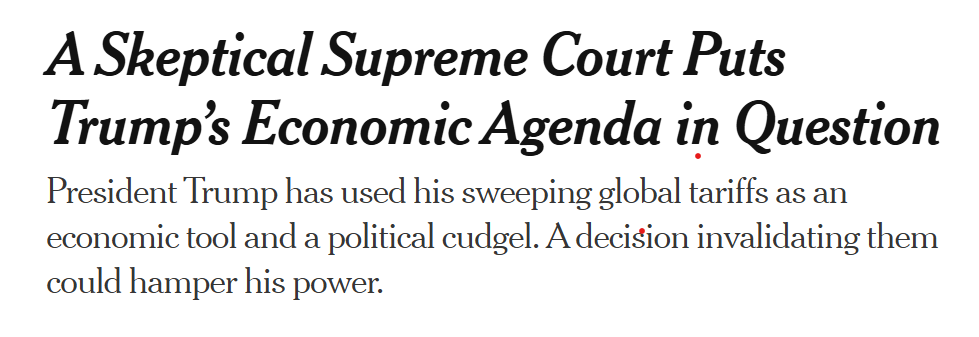 A Skeptical Supreme Court Puts
Trump’s Economic Agenda in Question
President Trump has used his sweeping global tariffs as an
economic tool and a political cudgel. A decision invalidating them
could hamper his power.